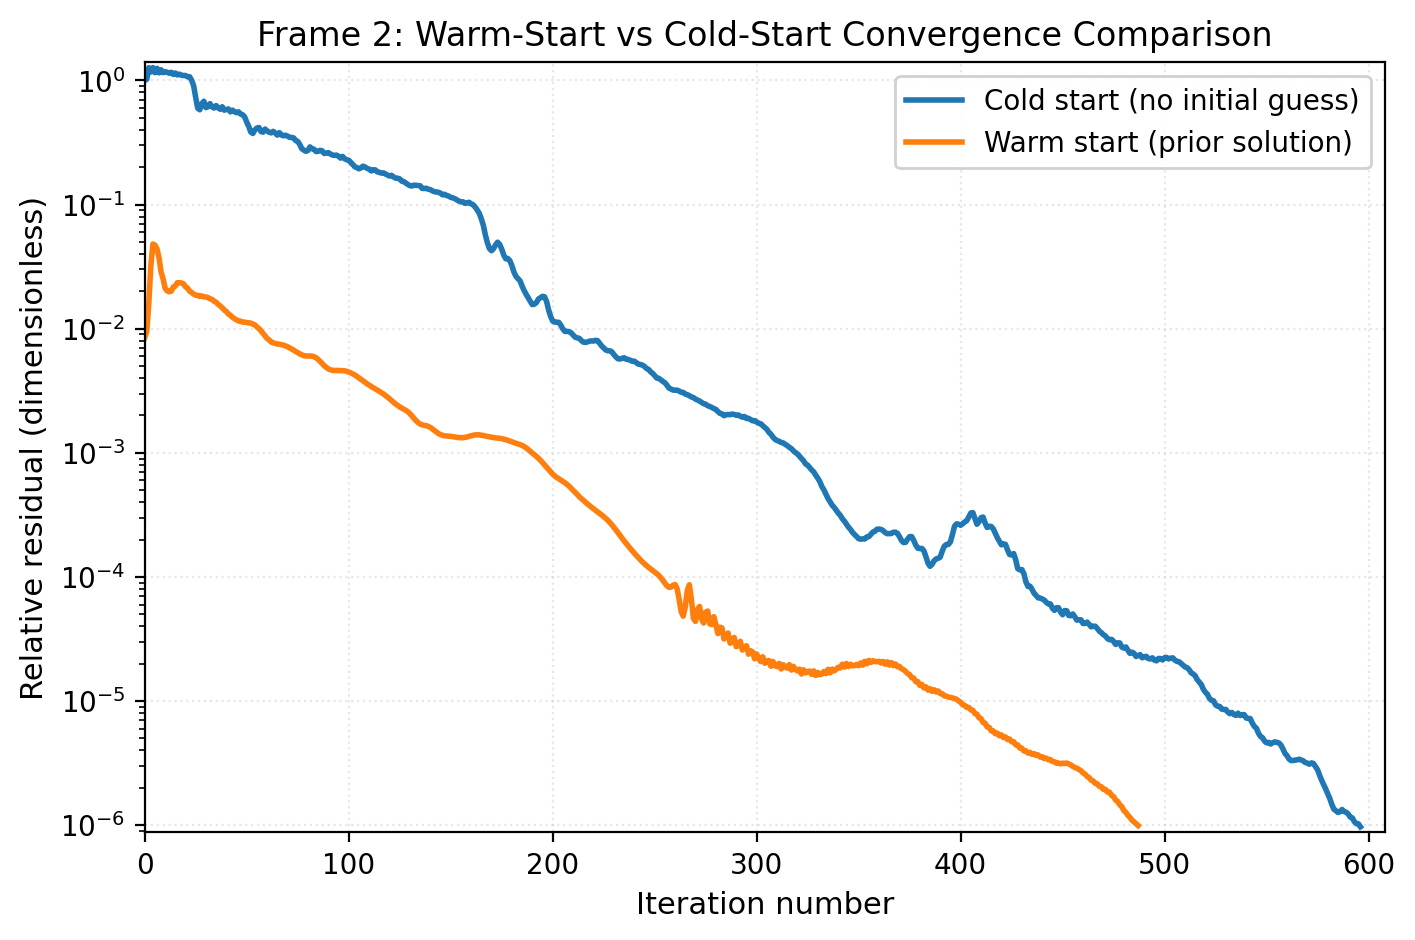 Frame 2: Warm-Start vs Cold-Start Convergence Comparison
Cold start (no initial guess)
Warm start (prior solution)
Relative residual (dimensionless)
10⁰
10⁻¹
10⁻²
10⁻³
10⁻⁴
10⁻⁵
10⁻⁶
0 100 200 300 400 500 600
Iteration number